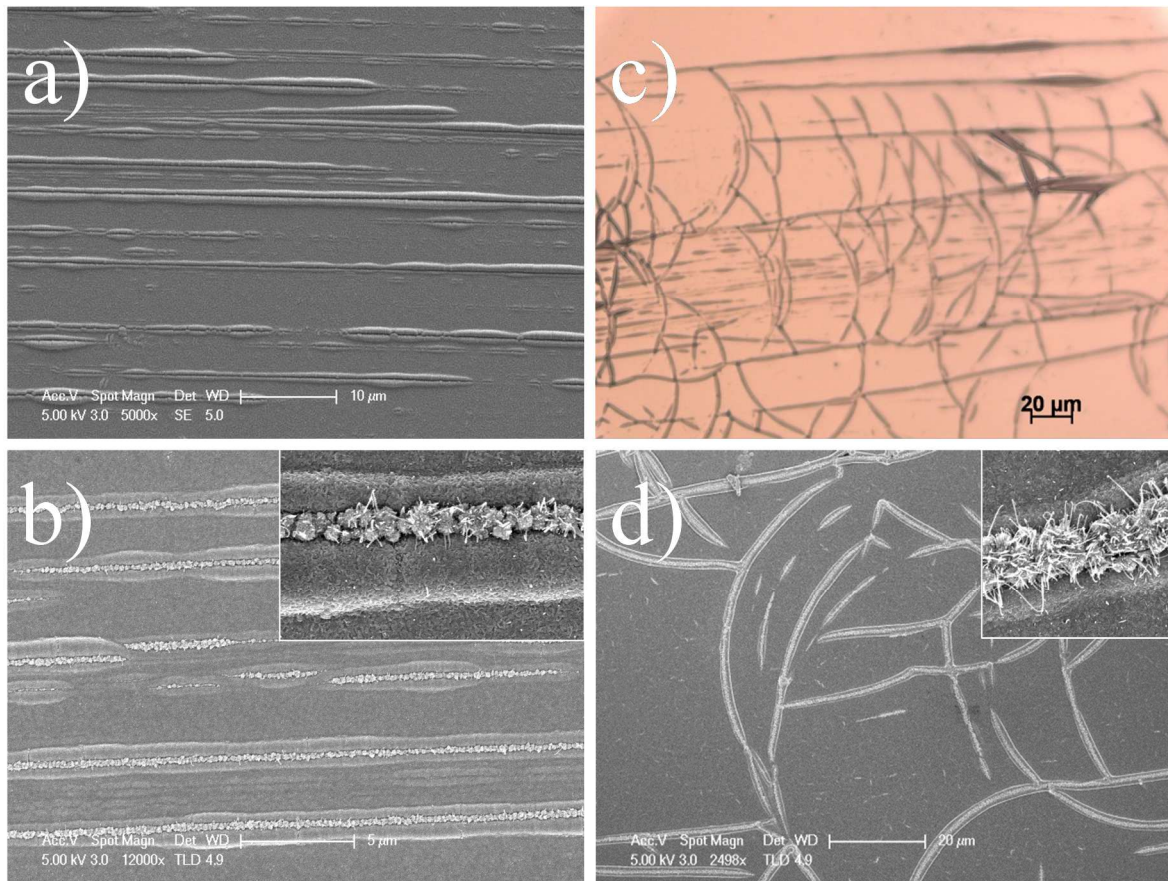 a)
Acc.V Spot Magn Det WD 10 µm
5.00 kV 3.0 5000x SE 5.0
c)
20 µm
b)
Acc.V Spot Magn Det WD 5 µm
5.00 kV 3.0 12000x TLD 4.9
d)
Acc.V Spot Magn Det WD 20 µm
5.00 kV 3.0 2498x TLD 4.9